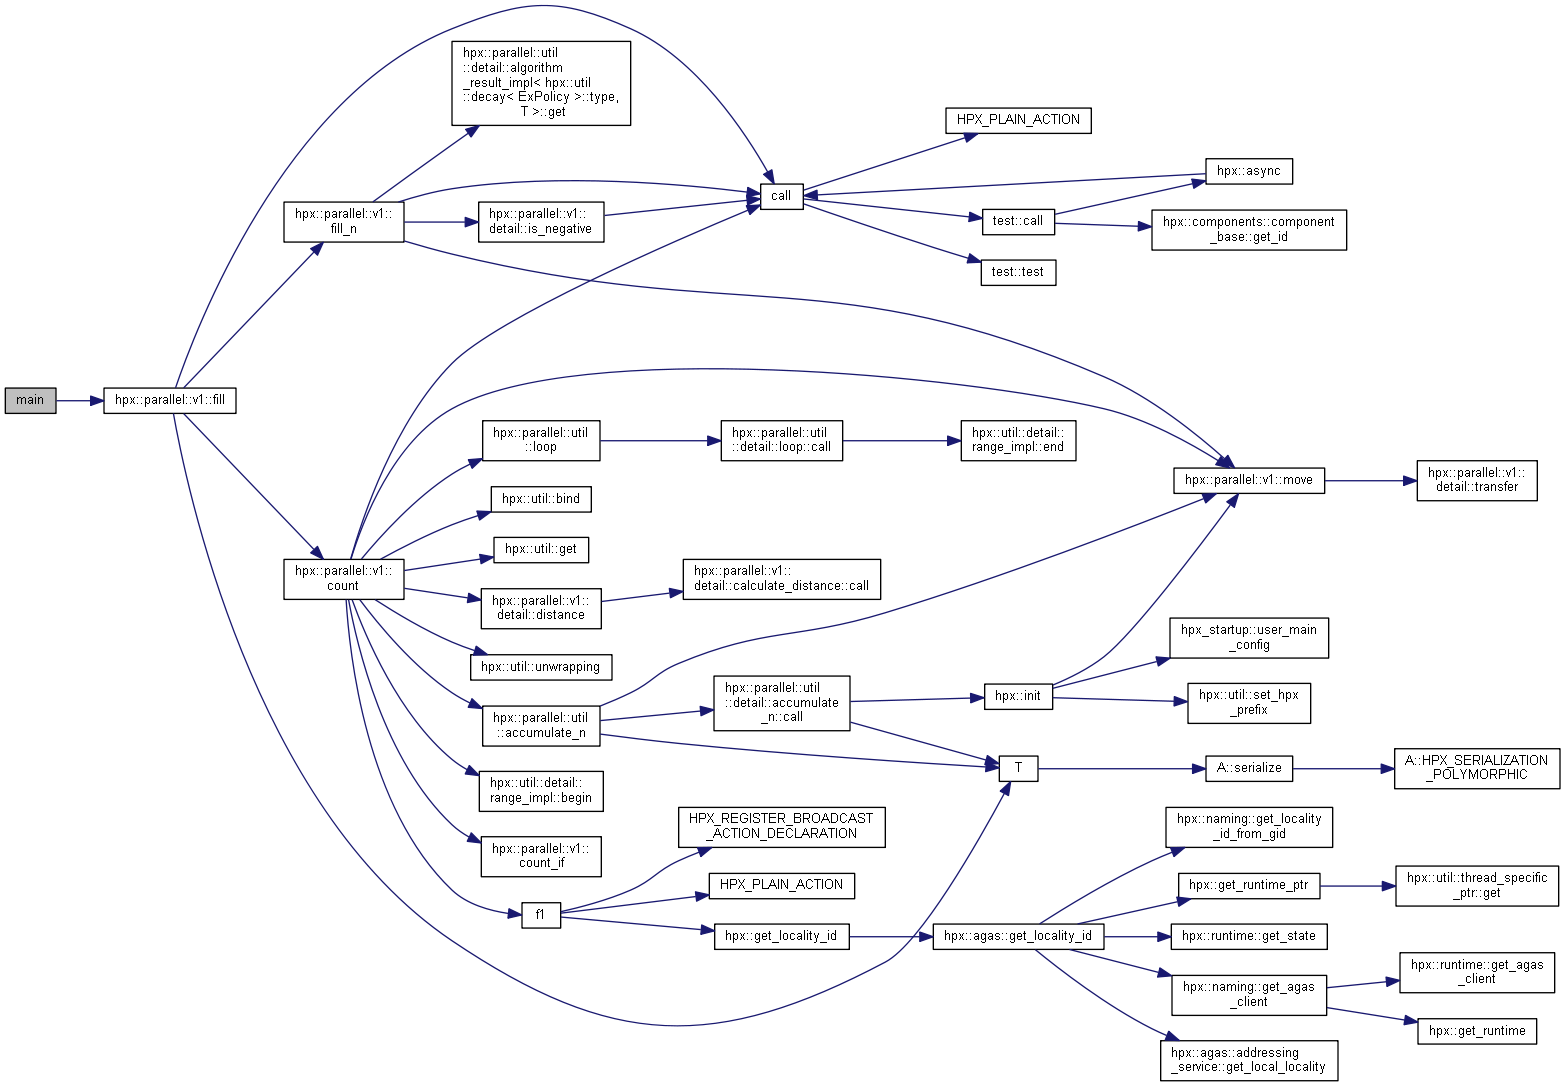 main
hpx::parallel::v1::fill
hpx::parallel::util
::detail::algorithm
_result_impl< hpx::util
::decay< ExPolicy >::type,
T >::get
hpx::parallel::v1::
fill_n
hpx::parallel::v1::
detail::is_negative
call
HPX_PLAIN_ACTION
hpx::async
test::call
hpx::components::component
_base::get_id
test::test
hpx::parallel::v1::
count
hpx::parallel::util
::loop
hpx::parallel::util
::detail::loop::call
hpx::util::detail::
range_impl::end
hpx::parallel::v1::move
hpx::parallel::v1::
detail::transfer
hpx::util::bind
hpx::util::get
hpx::parallel::v1::
detail::distance
hpx::parallel::v1::
detail::calculate_distance::call
hpx::util::unwrapping
hpx::parallel::util
::accumulate_n
hpx::parallel::util
::detail::accumulate
_n::call
hpx::init
hpx_startup::user_main
_config
hpx::util::set_hpx
_prefix
T
A::serialize
A::HPX_SERIALIZATION
_POLYMORPHIC
hpx::util::detail::
range_impl::begin
hpx::parallel::v1::
count_if
f1
HPX_REGISTER_BROADCAST
_ACTION_DECLARATION
HPX_PLAIN_ACTION
hpx::get_locality_id
hpx::agas::get_locality_id
hpx::naming::get_locality
_id_from_gid
hpx::get_runtime_ptr
hpx::util::thread_specific
_ptr::get
hpx::runtime::get_state
hpx::naming::get_agas
_client
hpx::runtime::get_agas
_client
hpx::get_runtime
hpx::agas::addressing
_service::get_local_locality